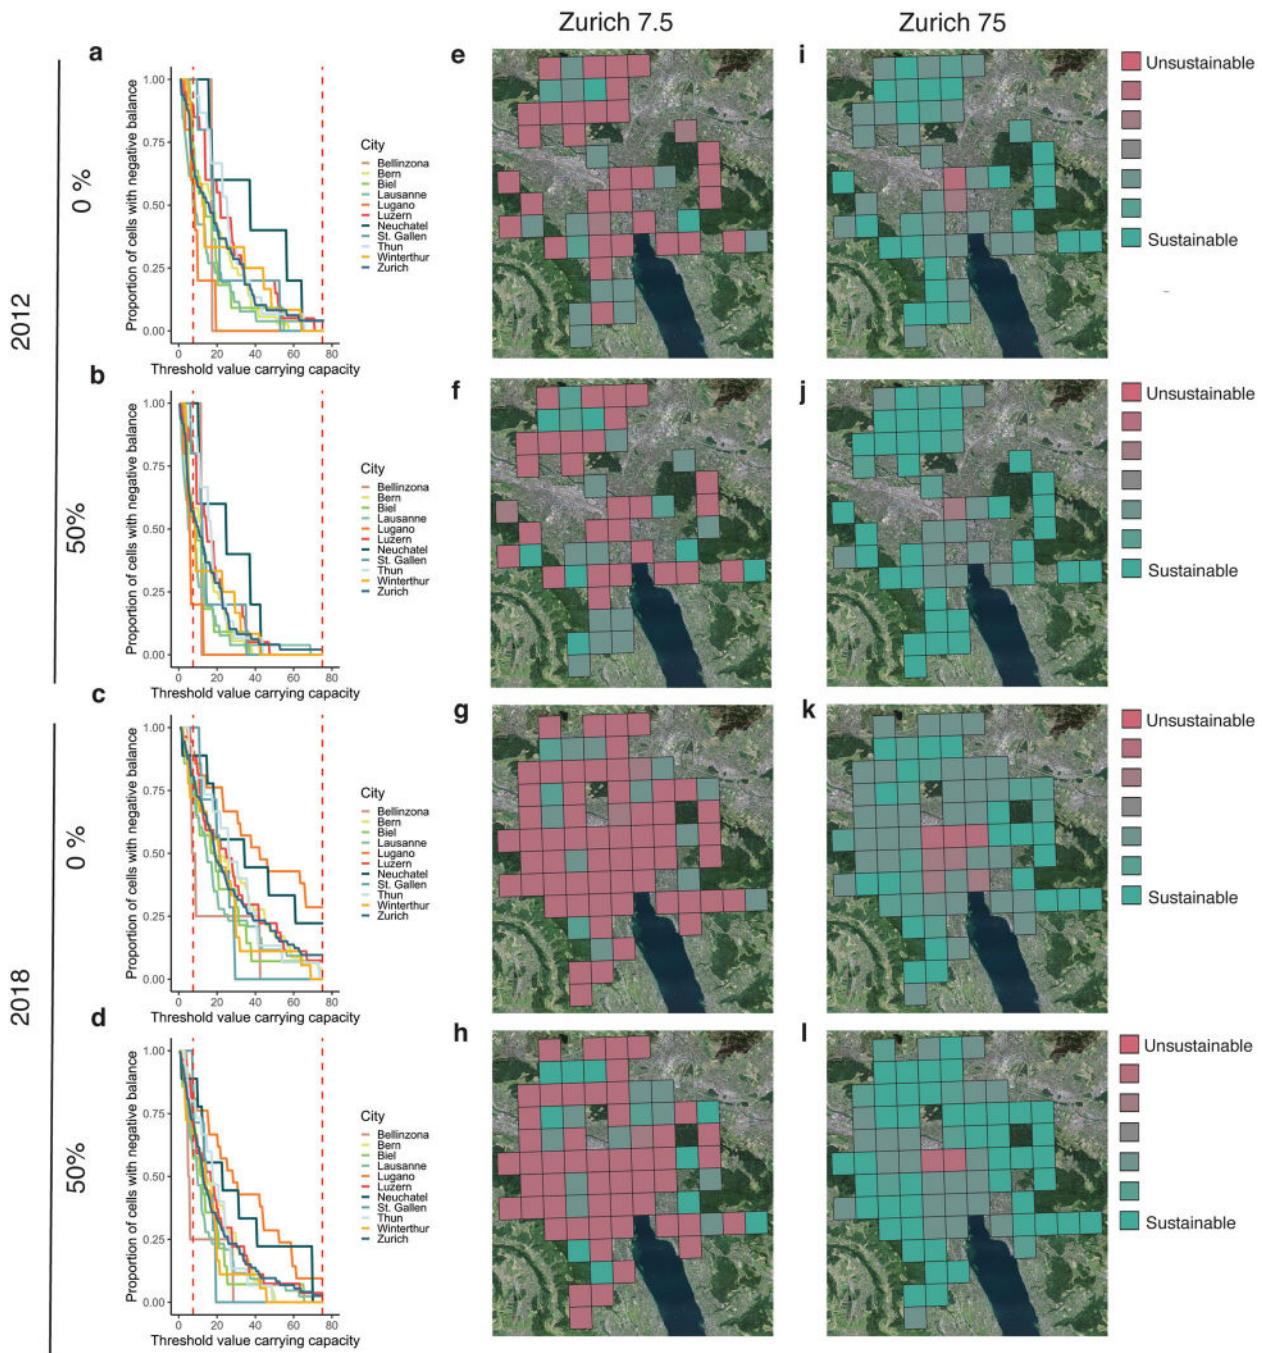 Zurich 7.5
Zurich 75
2012
0 %
50%
2018
0 %
50%
a
Proportion of cells with negative balance
1.00
0.75
0.50
0.25
0.00
0
20
40
60
80
Threshold value carrying capacity
City
Bellinzona
Bern
Biel
Lausanne
Lugano
Luzern
Neuchatel
St. Gallen
Thun
Winterthur
Zurich
e
i
Unsustainable
Sustainable
b
Proportion of cells with negative balance
1.00
0.75
0.50
0.25
0.00
0
20
40
60
80
Threshold value carrying capacity
City
Bellinzona
Bern
Biel
Lausanne
Lugano
Luzern
Neuchatel
St. Gallen
Thun
Winterthur
Zurich
f
j
Unsustainable
Sustainable
c
Proportion of cells with negative balance
1.00
0.75
0.50
0.25
0.00
0
20
40
60
80
Threshold value carrying capacity
City
Bellinzona
Bern
Biel
Lausanne
Lugano
Luzern
Neuchatel
St. Gallen
Thun
Winterthur
Zurich
g
k
Unsustainable
Sustainable
d
Proportion of cells with negative balance
1.00
0.75
0.50
0.25
0.00
0
20
40
60
80
Threshold value carrying capacity
City
Bellinzona
Bern
Biel
Lausanne
Lugano
Luzern
Neuchatel
St. Gallen
Thun
Winterthur
Zurich
h
l
Unsustainable
Sustainable